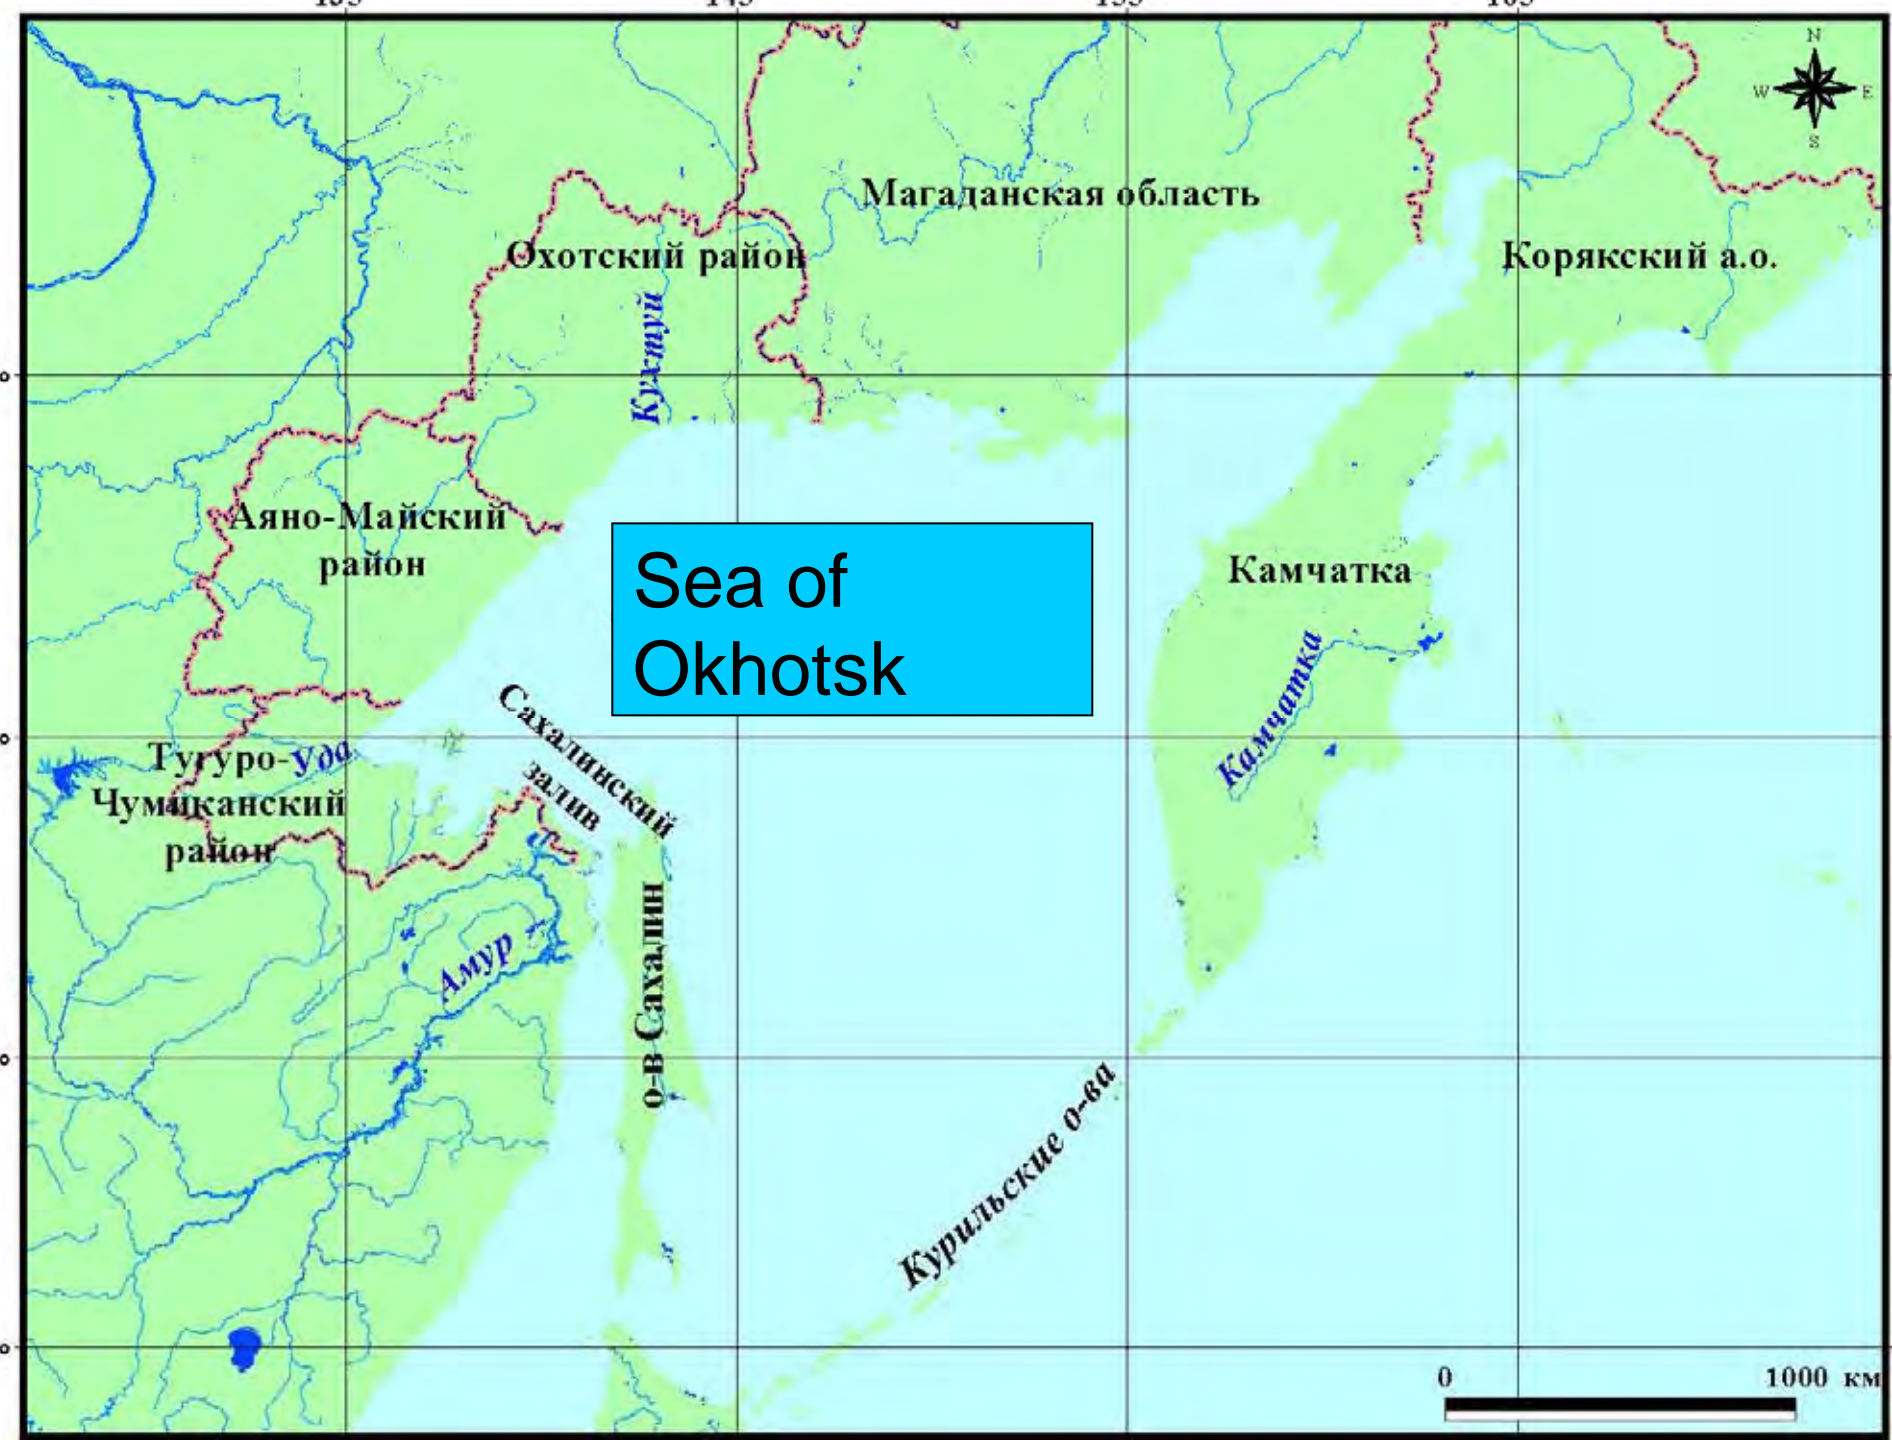 N
W
E
S
Магаданская область
Охотский район
Корякский а.о.
Кухтуй
Аяно-Майский
район
Sea of
Okhotsk
Камчатка
Камчатка
Сахалинский
залив
Тугуро-
Уда
Чумиканский
район
о-в Сахалин
Амур
Курильские о-ва
0
1000 км